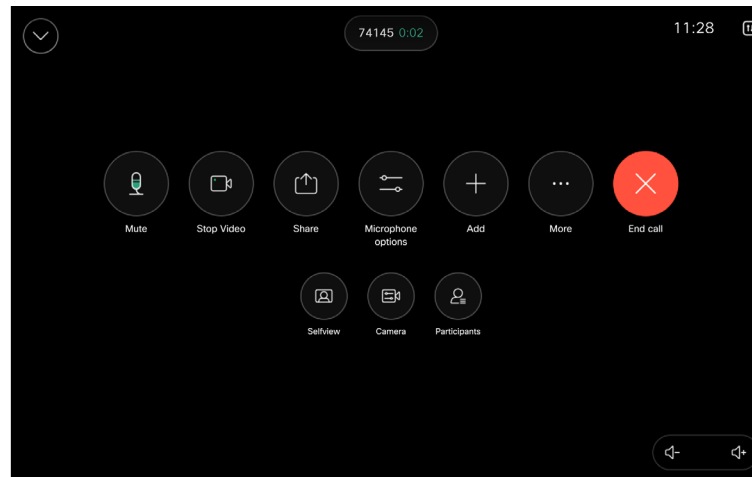 74145 0:02
11:28
Mute
Stop Video
Share
Microphone
options
Add
More
End call
Selfview
Camera
Participants